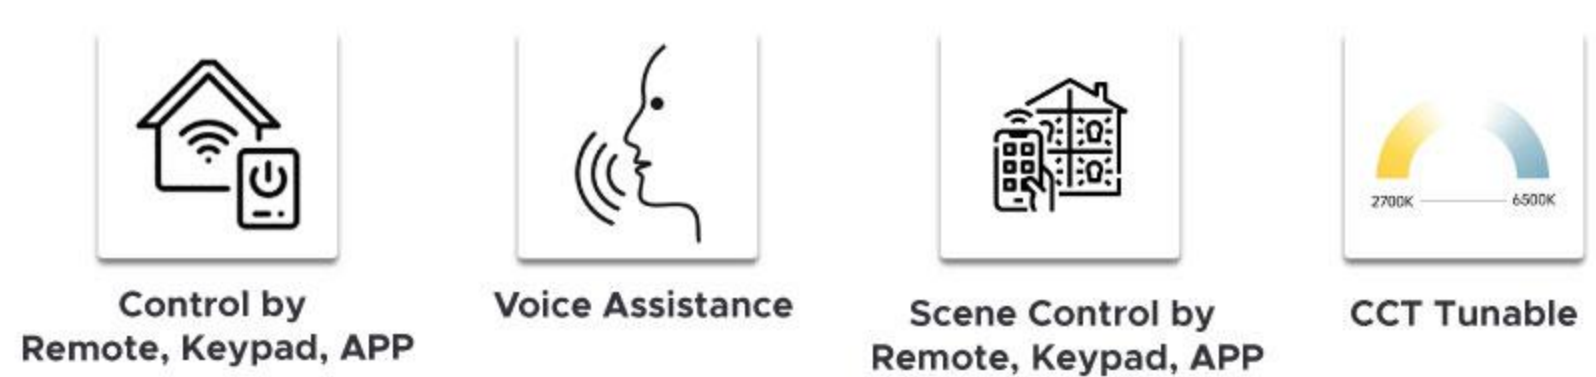 2700K
6500K
Control by
Remote, Keypad, APP
Voice Assistance
Scene Control by
Remote, Keypad, APP
CCT Tunable